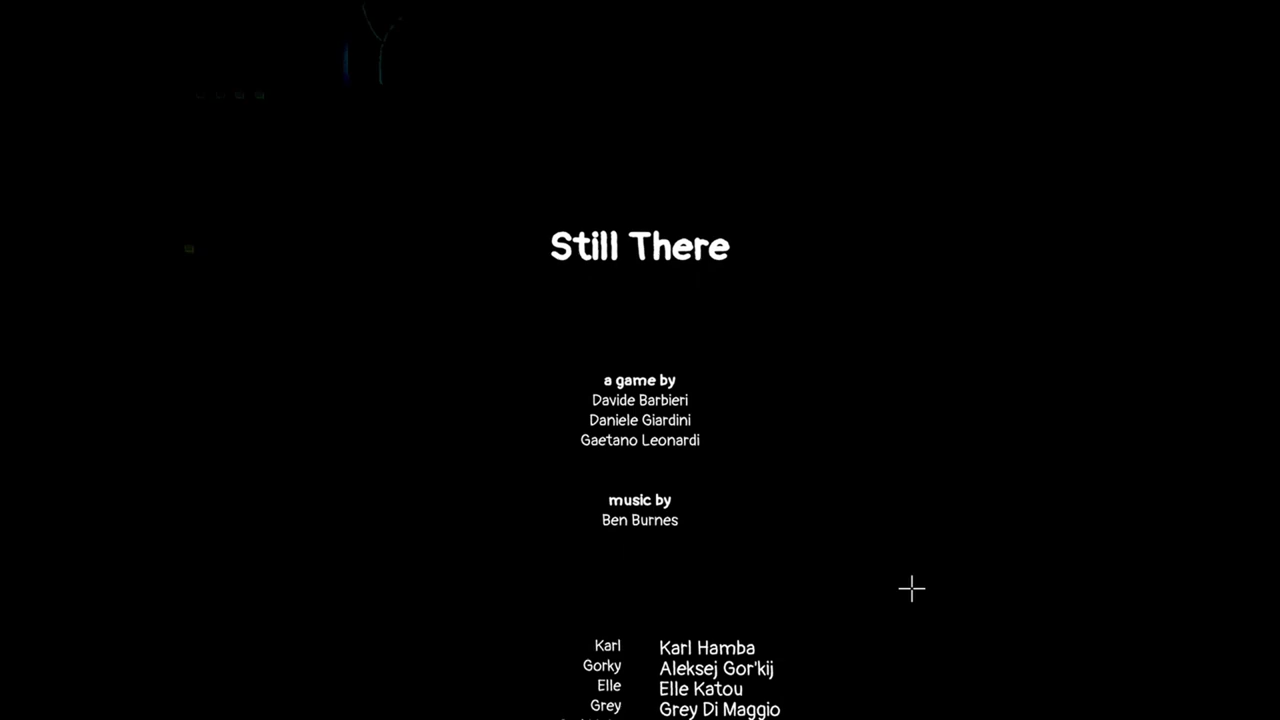 Still There
a game by
Davide Barbieri
Daniele Giardini
Gaetano Leonardi
music by
Ben Burnes
Karl Karl Hamba
Gorky Aleksej Gor'kij
Elle Elle Katou
Grey Grey Di Maggio